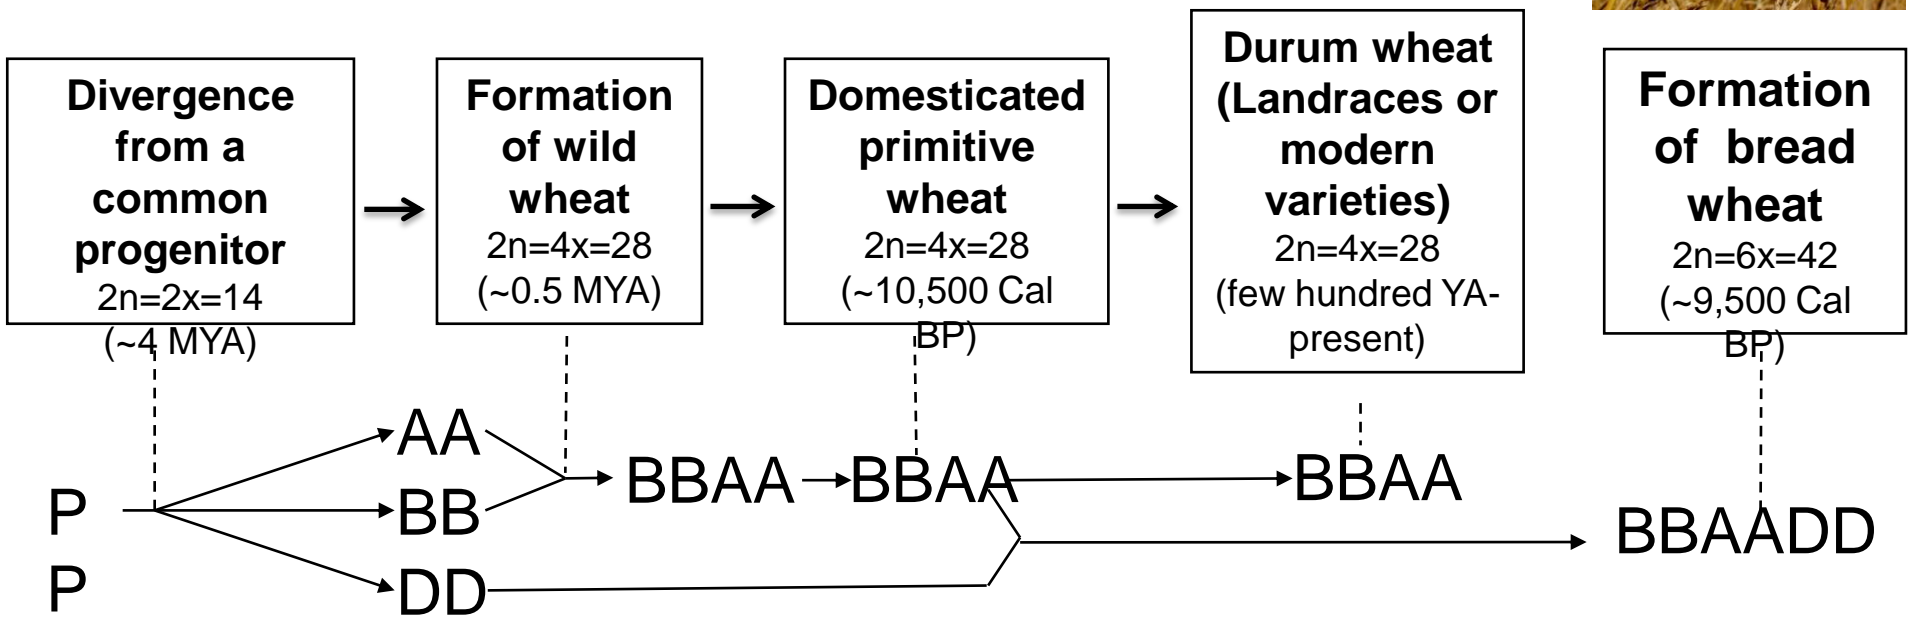 Divergence
from a
common
progenitor
2n=2x=14
(~4 MYA)
Formation
of wild
wheat
2n=4x=28
(~0.5 MYA)
Domesticated
primitive
wheat
2n=4x=28
(~10,500 Cal
BP)
Durum wheat
(Landraces or
modern
varieties)
2n=4x=28
(few hundred YA-
present)
Formation
of bread
wheat
2n=6x=42
(~9,500 Cal
BP)
P
P
AA
BB
DD
BBAA
BBAA
BBAA
BBAADD